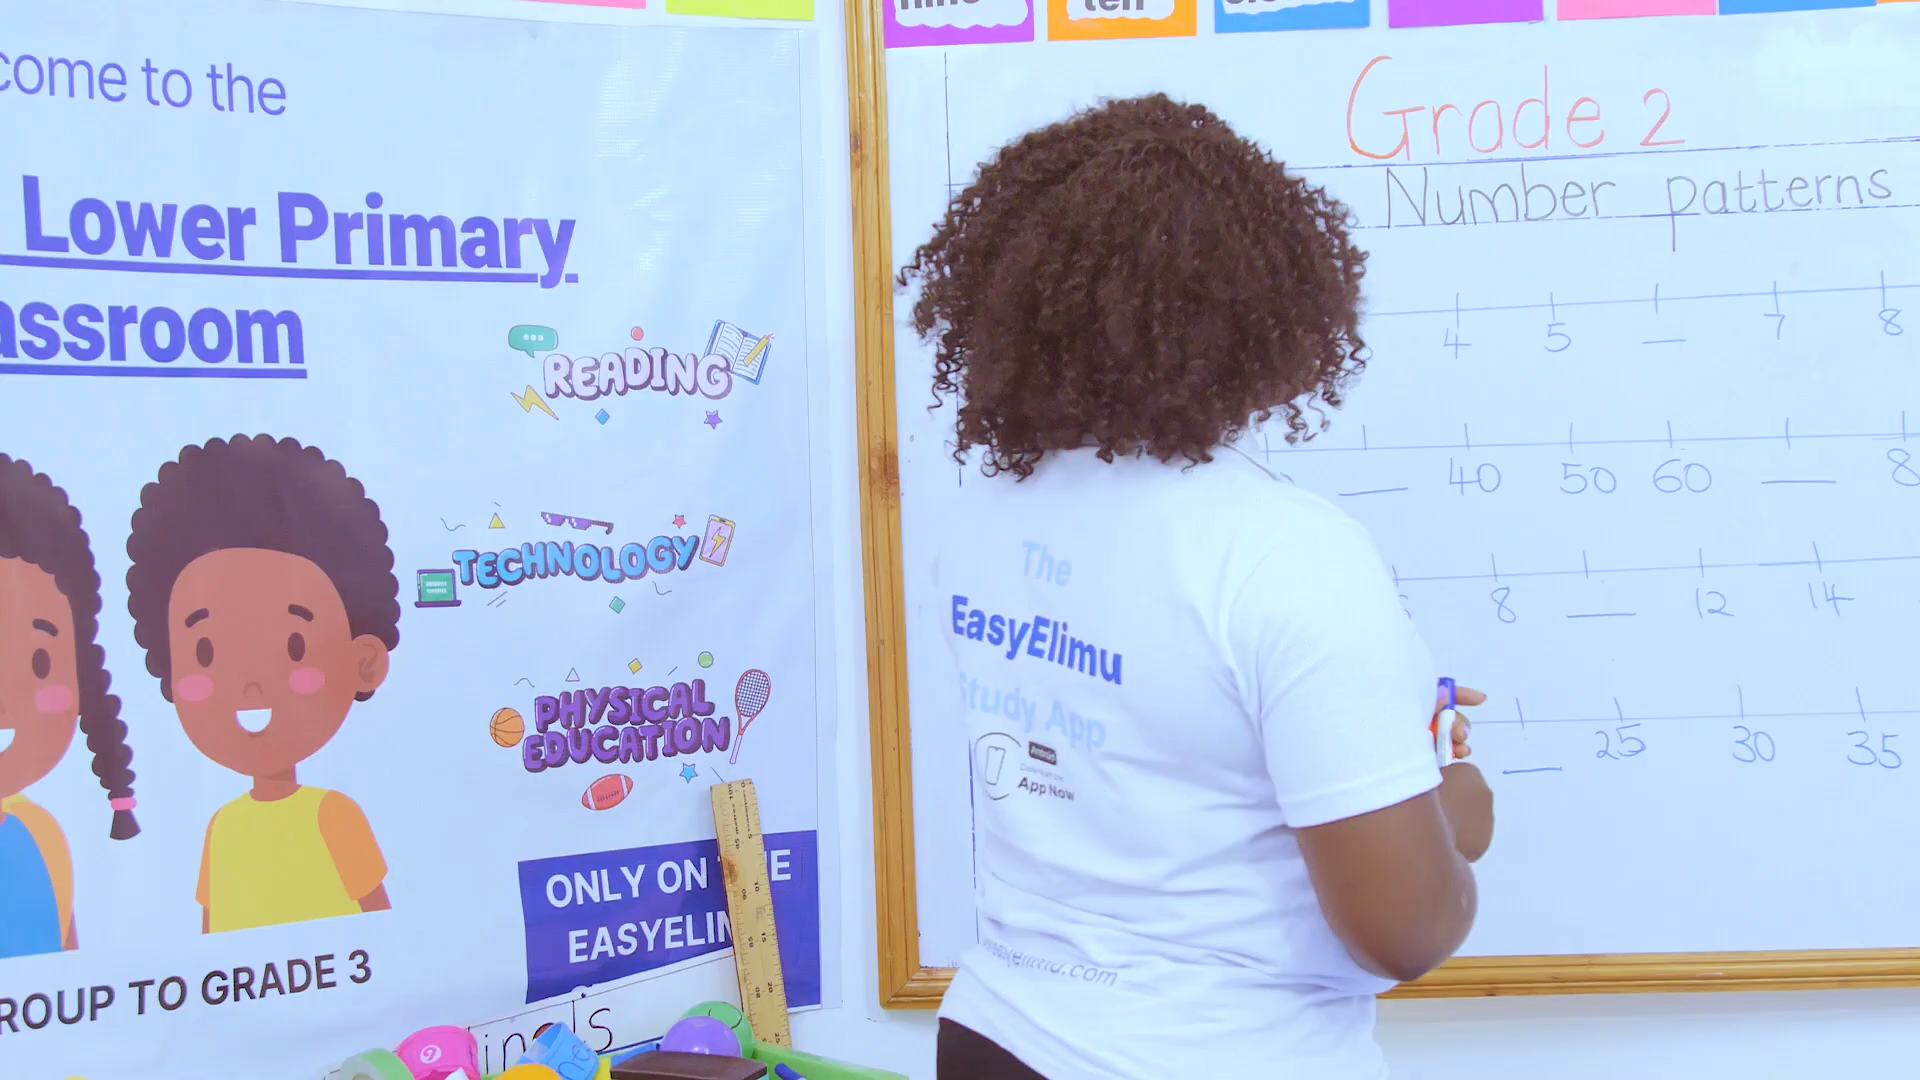 come to the
Lower Primary
assroom
READING
TECHNOLOGY
PHYSICAL
EDUCATION
ONLY ON
EASYELIM
ROUP TO GRADE 3
ten
Grade 2
Number patterns
4 5 __ 7 8
__ 40 50 60 __ 8
8 __ 12 14
__ 25 30 35
The
EasyElimu
Study App
App Now